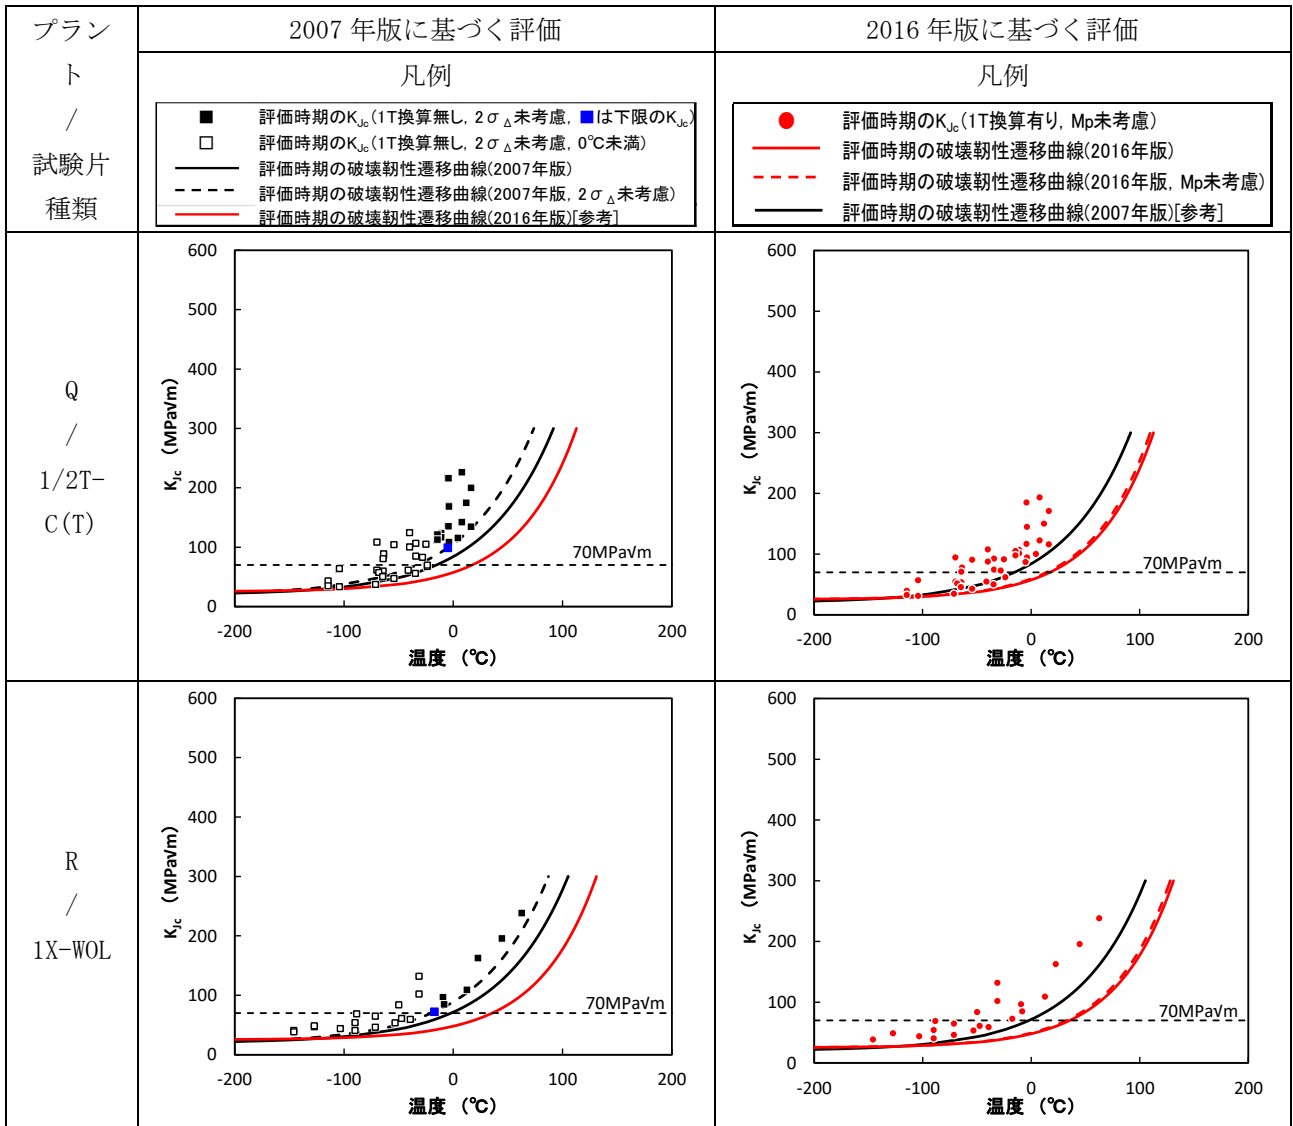 プラン
ト
/
試験片
種類
2007 年版に基づく評価
2016 年版に基づく評価
凡例
凡例
評価時期のKJc(1T換算無し, 2σΔ未考慮, ■は下限のKJc)
評価時期のKJc(1T換算無し, 2σΔ未考慮, 0℃未満)
評価時期の破壊靭性遷移曲線(2007年版)
評価時期の破壊靭性遷移曲線(2007年版, 2σΔ未考慮)
評価時期の破壊靭性遷移曲線(2016年版)[参考]
評価時期のKJc(1T換算有り, Mp未考慮)
評価時期の破壊靭性遷移曲線(2016年版)
評価時期の破壊靭性遷移曲線(2016年版, Mp未考慮)
評価時期の破壊靭性遷移曲線(2007年版)[参考]
Q
/
1/2T-
C(T)
600
500
400
300
200
100
0
KJc (MPa√m)
70MPa√m
-200 -100 0 100 200
温度 (℃)
600
500
400
300
200
100
0
KJc (MPa√m)
70MPa√m
-200 -100 0 100 200
温度 (℃)
R
/
1X-WOL
600
500
400
300
200
100
0
KJc (MPa√m)
70MPa√m
-200 -100 0 100 200
温度 (℃)
600
500
400
300
200
100
0
KJc (MPa√m)
70MPa√m
-200 -100 0 100 200
温度 (℃)